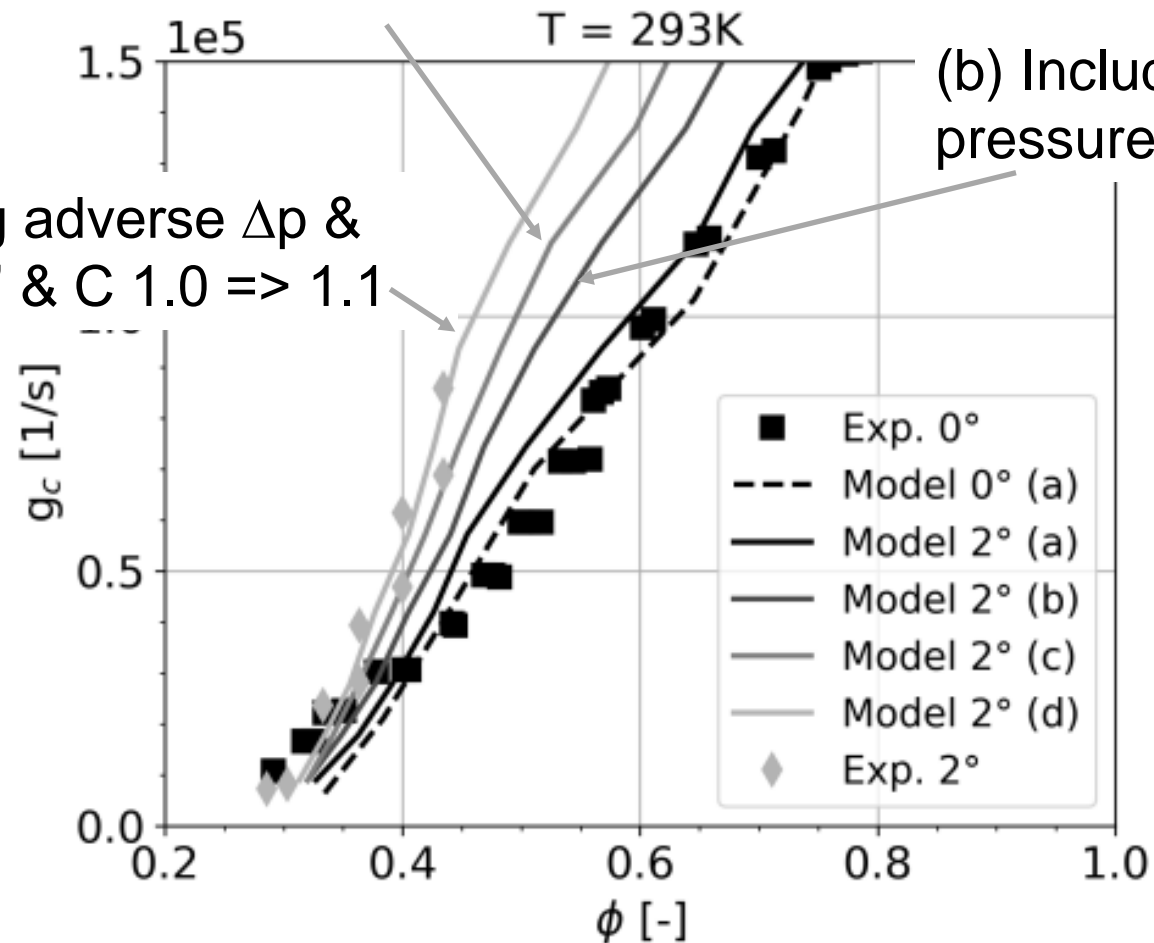 1e5
T = 293K
1.5
(b) Includ
pressure
g adverse Δp &
& C 1.0 => 1.1
g_c [1/s]
0.5
0.0
Exp. 0°
Model 0° (a)
Model 2° (a)
Model 2° (b)
Model 2° (c)
Model 2° (d)
Exp. 2°
0.2
0.4
0.6
0.8
1.0
ϕ [-]